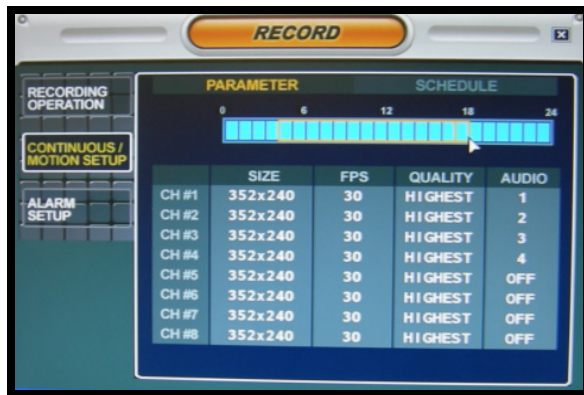 RECORD
RECORDING
OPERATION
CONTINUOUS /
MOTION SETUP
ALARM
SETUP
PARAMETER SCHEDULE
0 6 12 18 24
SIZE FPS QUALITY AUDIO
CH #1 352x240 30 HIGHEST 1
CH #2 352x240 30 HIGHEST 2
CH #3 352x240 30 HIGHEST 3
CH #4 352x240 30 HIGHEST 4
CH #5 352x240 30 HIGHEST OFF
CH #6 352x240 30 HIGHEST OFF
CH #7 352x240 30 HIGHEST OFF
CH #8 352x240 30 HIGHEST OFF